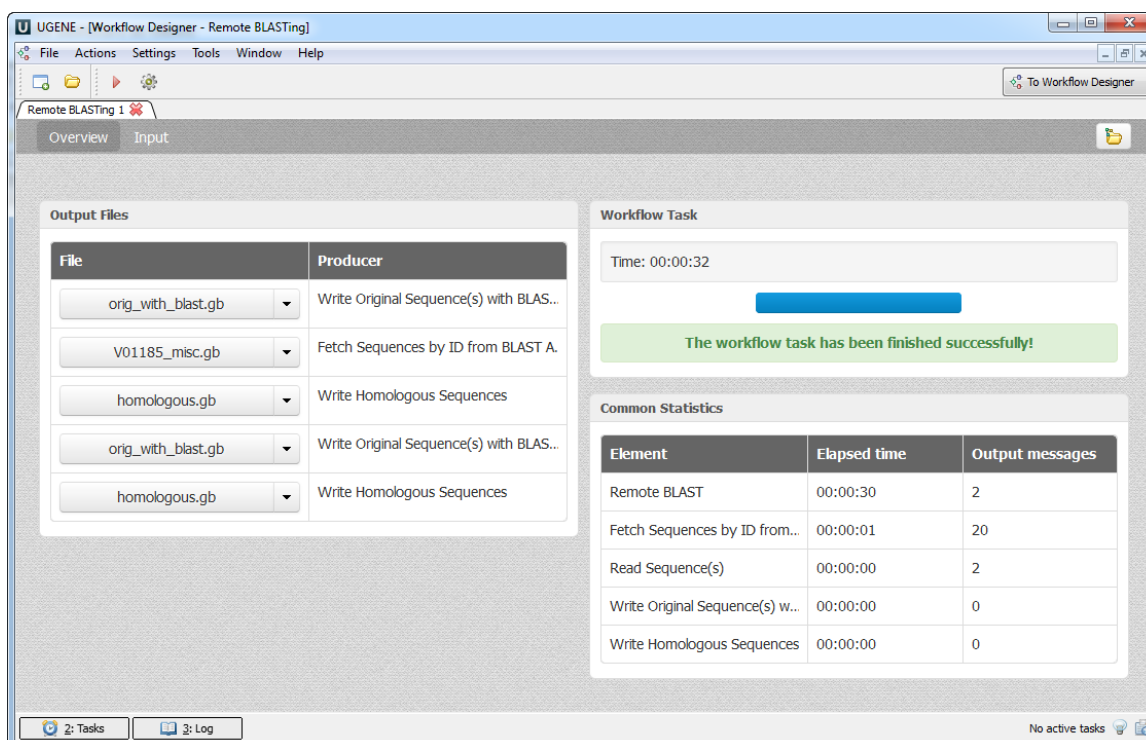 UGENE - [Workflow Designer - Remote BLASTing]
File Actions Settings Tools Window Help
To Workflow Designer
Remote BLASTing 1
Overview Input
Output Files
File Producer
orig_with_blast.gb Write Original Sequence(s) with BLAS...
V01185_misc.gb Fetch Sequences by ID from BLAST A.
homologous.gb Write Homologous Sequences
orig_with_blast.gb Write Original Sequence(s) with BLAS...
homologous.gb Write Homologous Sequences
Workflow Task
Time: 00:00:32
The workflow task has been finished successfully!
Common Statistics
Element Elapsed time Output messages
Remote BLAST 00:00:30 2
Fetch Sequences by ID from... 00:00:01 20
Read Sequence(s) 00:00:00 2
Write Original Sequence(s) w... 00:00:00 0
Write Homologous Sequences 00:00:00 0
2: Tasks 3: Log No active tasks